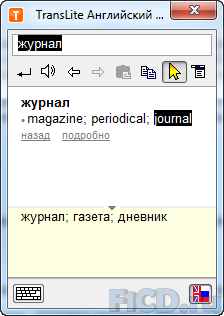 TransLite Английский ...
журнал
журнал
magazine; periodical; journal
назад подробно
журнал; газета; дневник
F1CD.ru